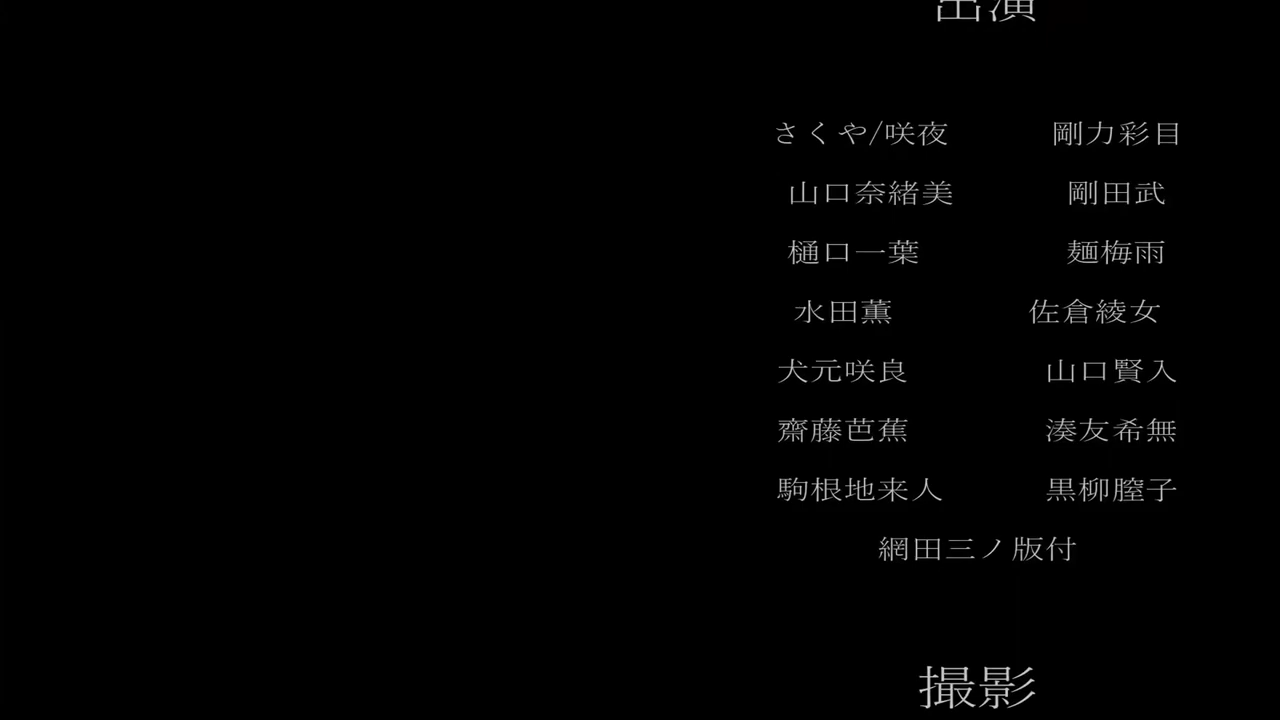 出演
さくや/咲夜 剛力彩目
山口奈緒美 剛田武
樋口一葉 麺梅雨
水田薫 佐倉綾女
犬元咲良 山口賢入
齋藤芭蕉 湊友希無
駒根地来人 黒柳膣子
網田三ノ版付
撮影